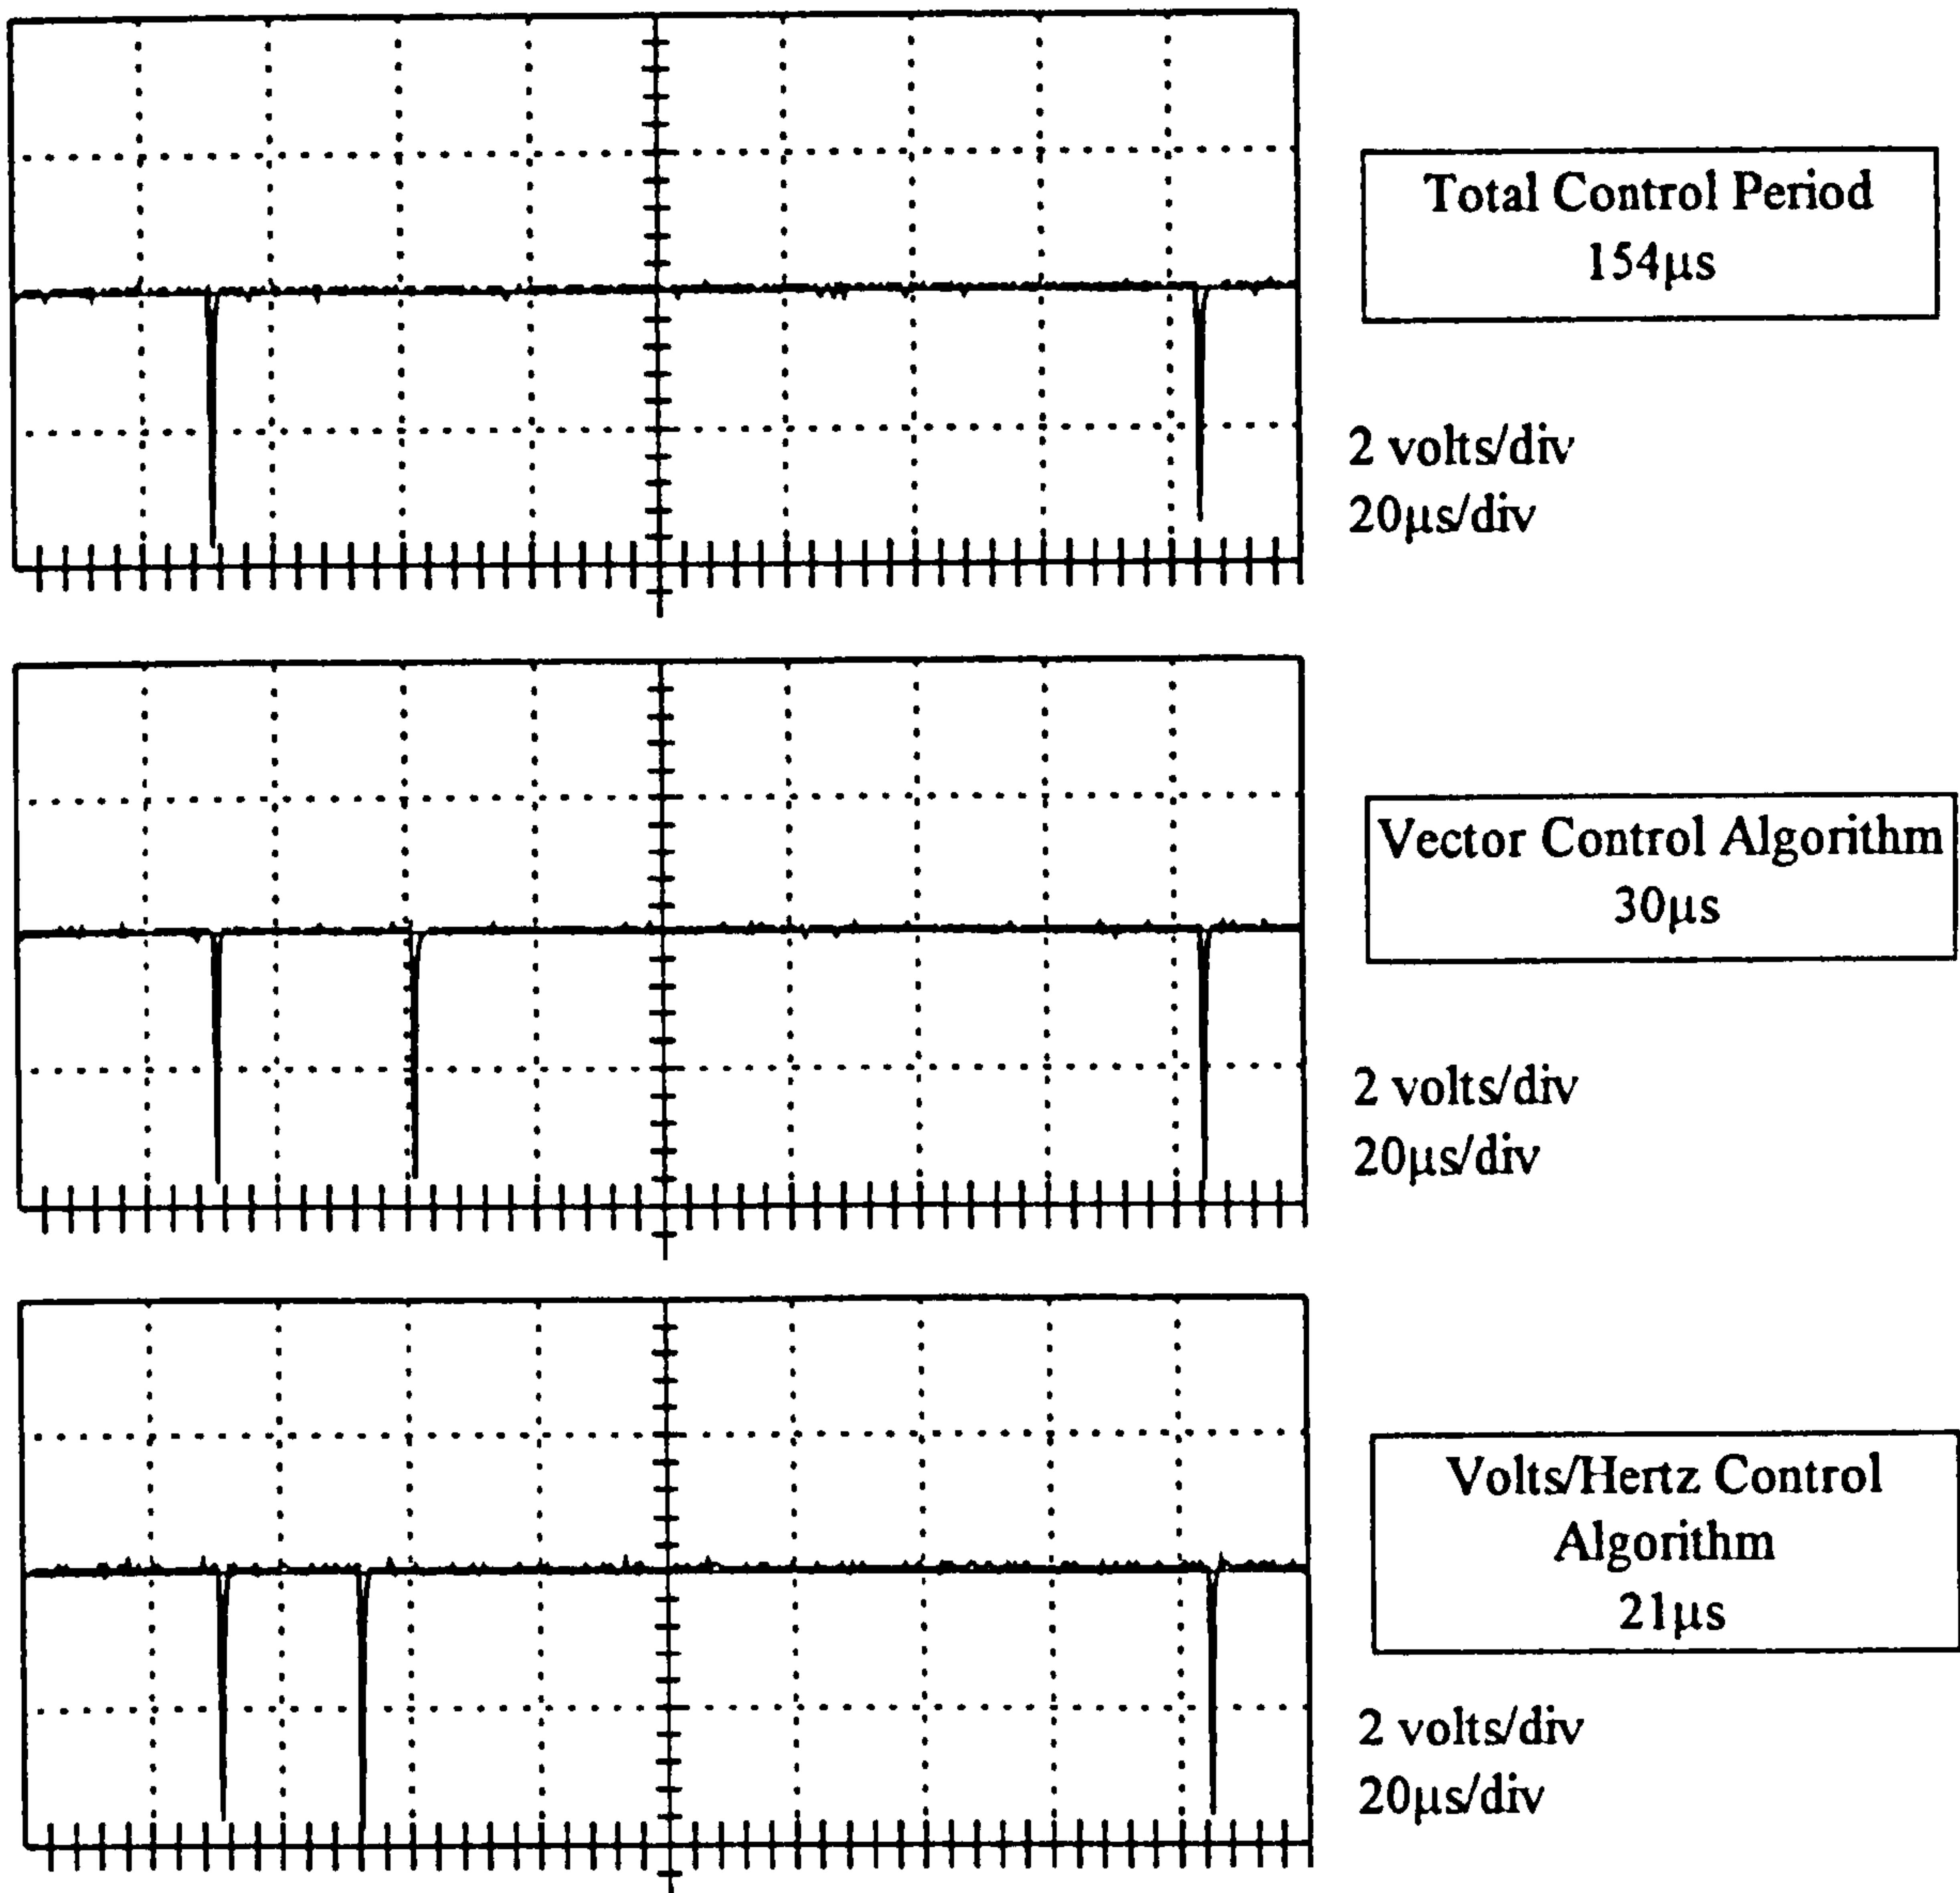 Total Control Period
154µs
2 volts/div
20µs/div
Vector Control Algorithm
30µs
2 volts/div
20µs/div
Volts/Hertz Control
Algorithm
21µs
2 volts/div
20µs/div